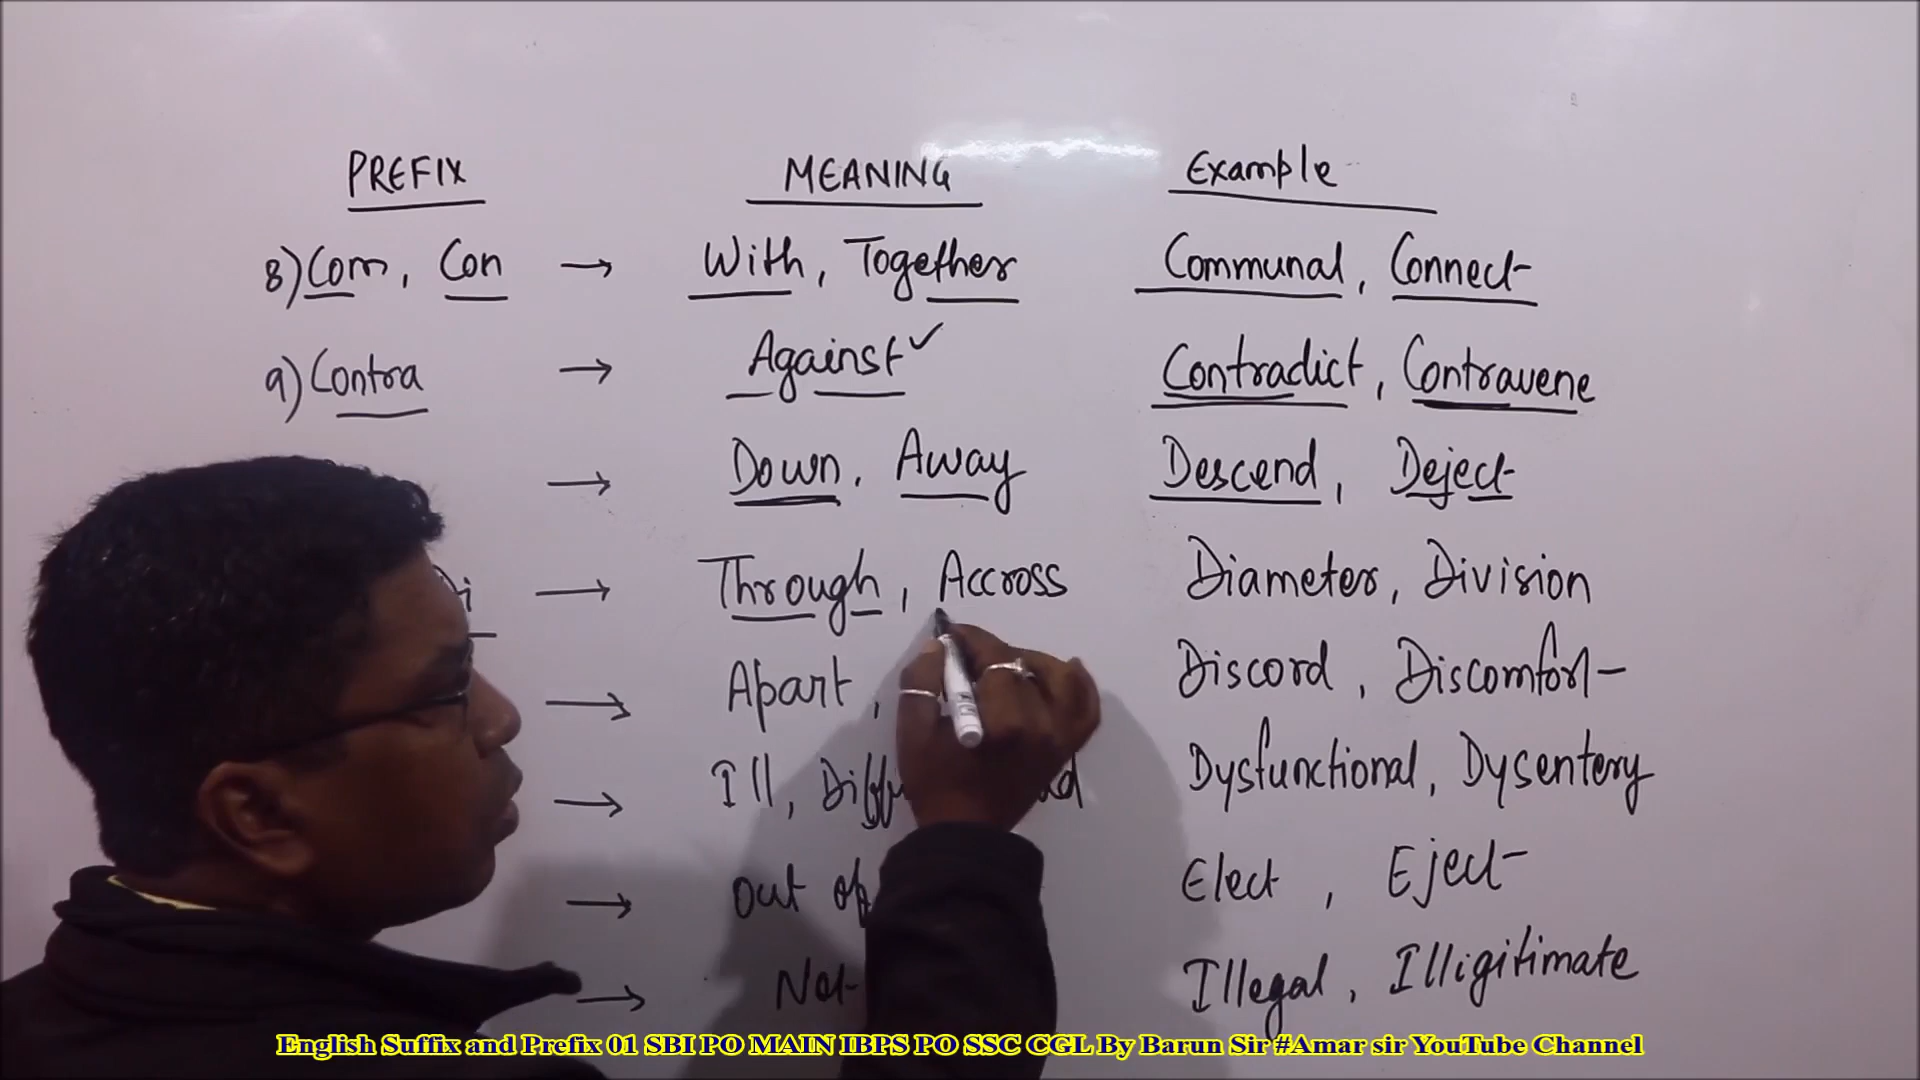 PREFIX MEANING Example
8) Com, Con → With, Together Communal, Connect
9) Contra → Against ✓ Contradict, Contravene
→ Down, Away Descend, Deject
Di → Through, Accross Diameter, Division
→ Apart, Discord, Discomfort
→ Ill, Dysfunctional, Dysentery
→ Out of Elect, Eject
→ Not Illegal, Illigitimate
English Suffix and Prefix 01 SBI PO MAIN IBPS PO SSC CGL By Barun Sir #Amar sir YouTube Channel